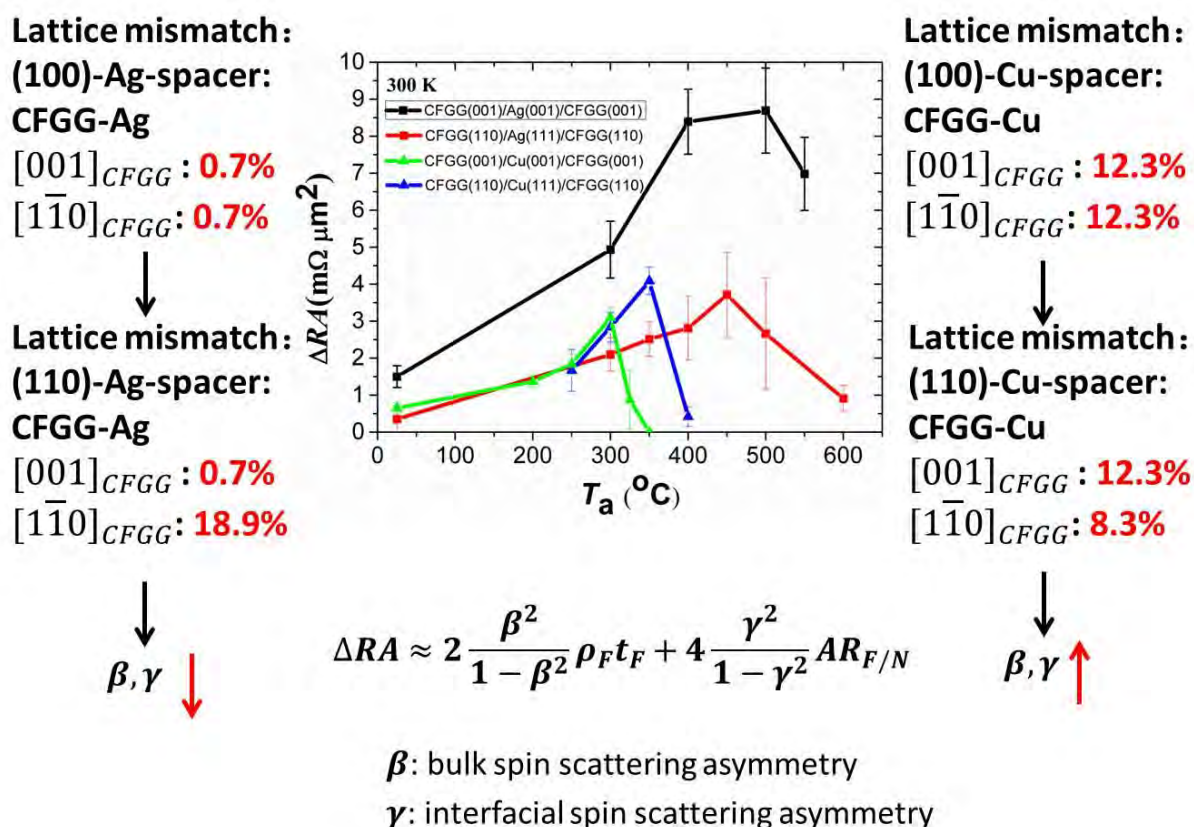 Lattice mismatch：
(100)-Ag-spacer:
CFGG-Ag
[001]CFGG : 0.7%
[11̅0]CFGG : 0.7%
Lattice mismatch：
(110)-Ag-spacer:
CFGG-Ag
[001]CFGG : 0.7%
[11̅0]CFGG : 18.9%
β, γ
300 K
CFGG(001)/Ag(001)/CFGG(001)
CFGG(110)/Ag(111)/CFGG(110)
CFGG(001)/Cu(001)/CFGG(001)
CFGG(110)/Cu(111)/CFGG(110)
ΔRA(mΩ μm²)
10
9
8
7
6
5
4
3
2
1
0
0 100 200 300 400 500 600
Ta (°C)
Lattice mismatch：
(100)-Cu-spacer:
CFGG-Cu
[001]CFGG : 12.3%
[11̅0]CFGG : 12.3%
Lattice mismatch：
(110)-Cu-spacer:
CFGG-Cu
[001]CFGG : 12.3%
[11̅0]CFGG : 8.3%
β, γ
ΔRA ≈ 2 β²/(1 − β²) ρF tF + 4 γ²/(1 − γ²) ARF/N
β: bulk spin scattering asymmetry
γ: interfacial spin scattering asymmetry